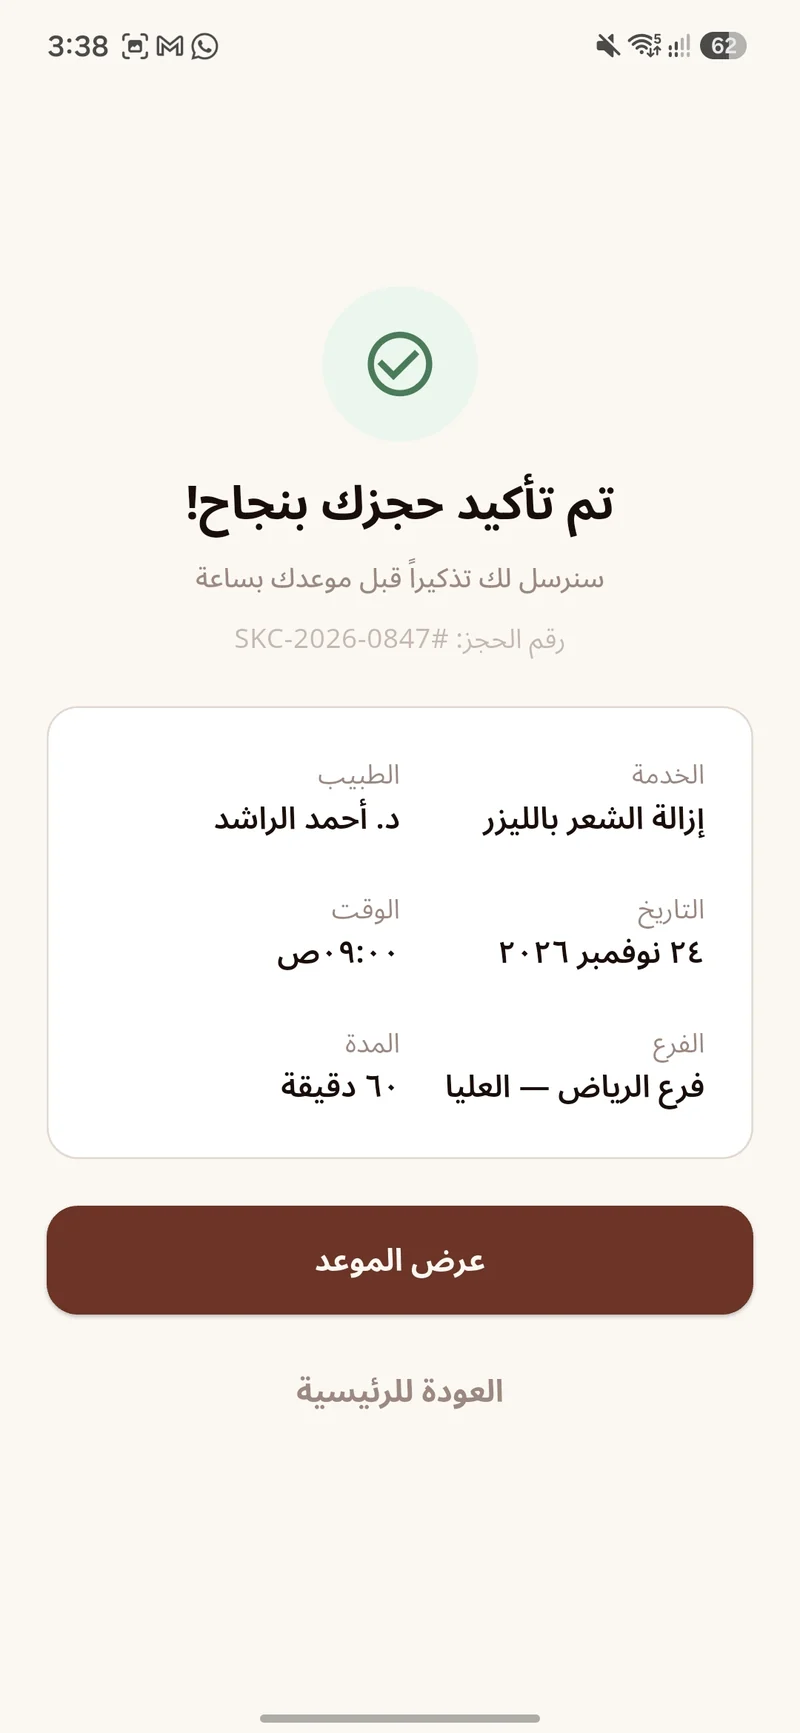 3:38
62
تم تأكيد حجزك بنجاح!
سنرسل لك تذكيراً قبل موعدك بساعة
رقم الحجز: #SKC-2026-0847
الخدمة
إزالة الشعر بالليزر
الطبيب
د. أحمد الراشد
التاريخ
٢٤ نوفمبر ٢٠٢٦
الوقت
٠٩:٠٠ص
الفرع
فرع الرياض — العليا
المدة
٦٠ دقيقة
عرض الموعد
العودة للرئيسية